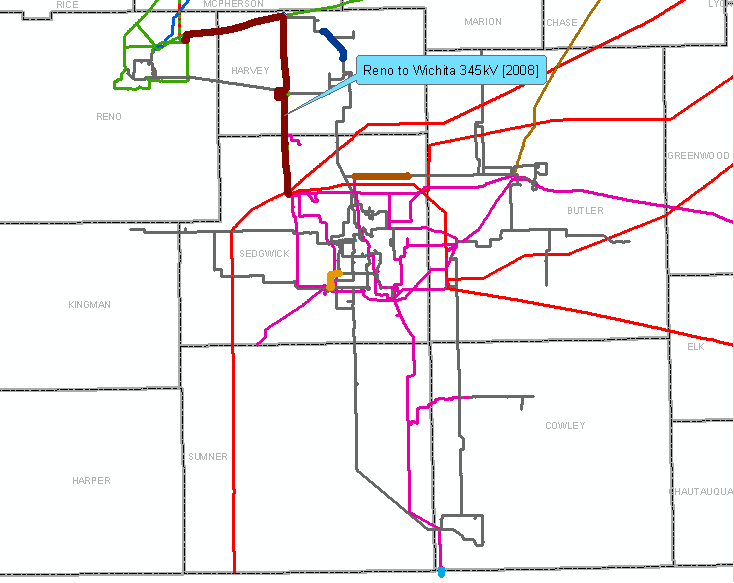 RICE
MCPHERSON
MARION
CHASE
LYON
HARVEY
Reno to Wichita 345kV [2008]
RENO
GREENWOOD
BUTLER
SEDGWICK
KINGMAN
ELK
SUMNER
COWLEY
HARPER
CHAUTAUQUA